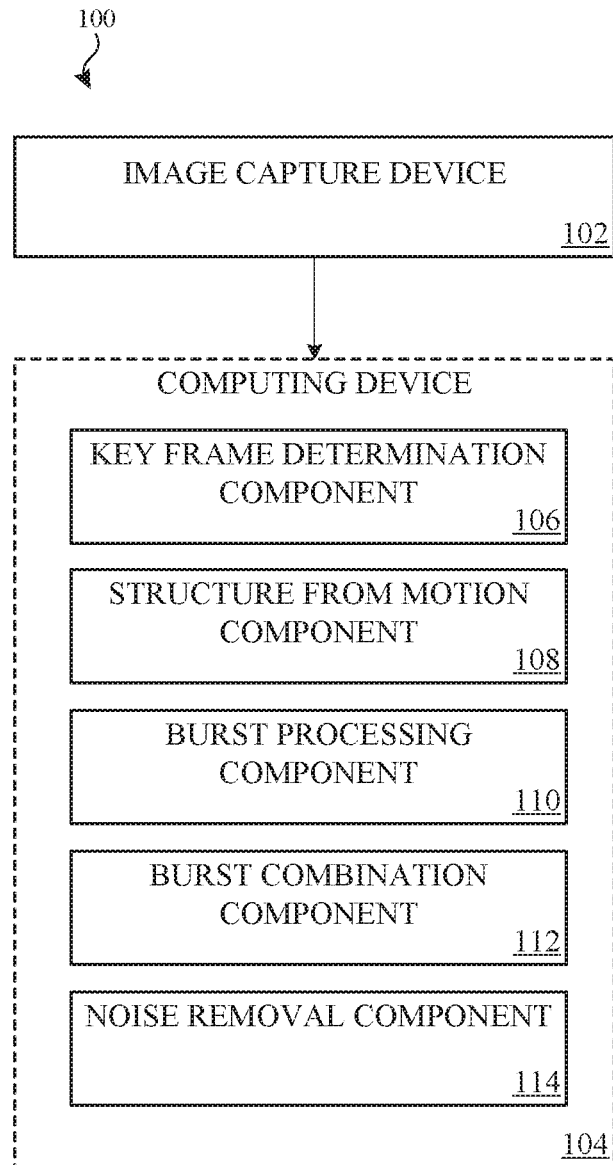 100
IMAGE CAPTURE DEVICE
102
COMPUTING DEVICE
KEY FRAME DETERMINATION
COMPONENT
106
STRUCTURE FROM MOTION
COMPONENT
108
BURST PROCESSING
COMPONENT
110
BURST COMBINATION
COMPONENT
112
NOISE REMOVAL COMPONENT
114
104